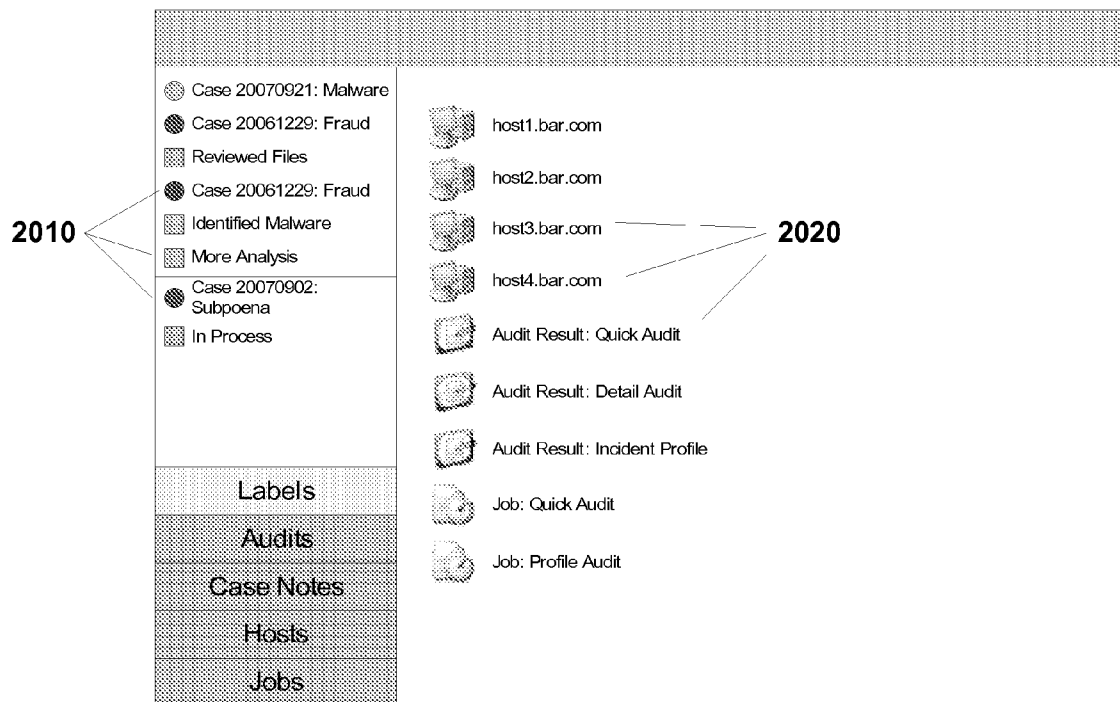 Case 20070921: Malware
Case 20061229: Fraud
Reviewed Files
Case 20061229: Fraud
Identified Malware
More Analysis
Case 20070902:
Subpoena
In Process
2010
Labels
Audits
Case Notes
Hosts
Jobs
host1.bar.com
host2.bar.com
host3.bar.com
host4.bar.com
Audit Result: Quick Audit
Audit Result: Detail Audit
Audit Result: Incident Profile
Job: Quick Audit
Job: Profile Audit
2020